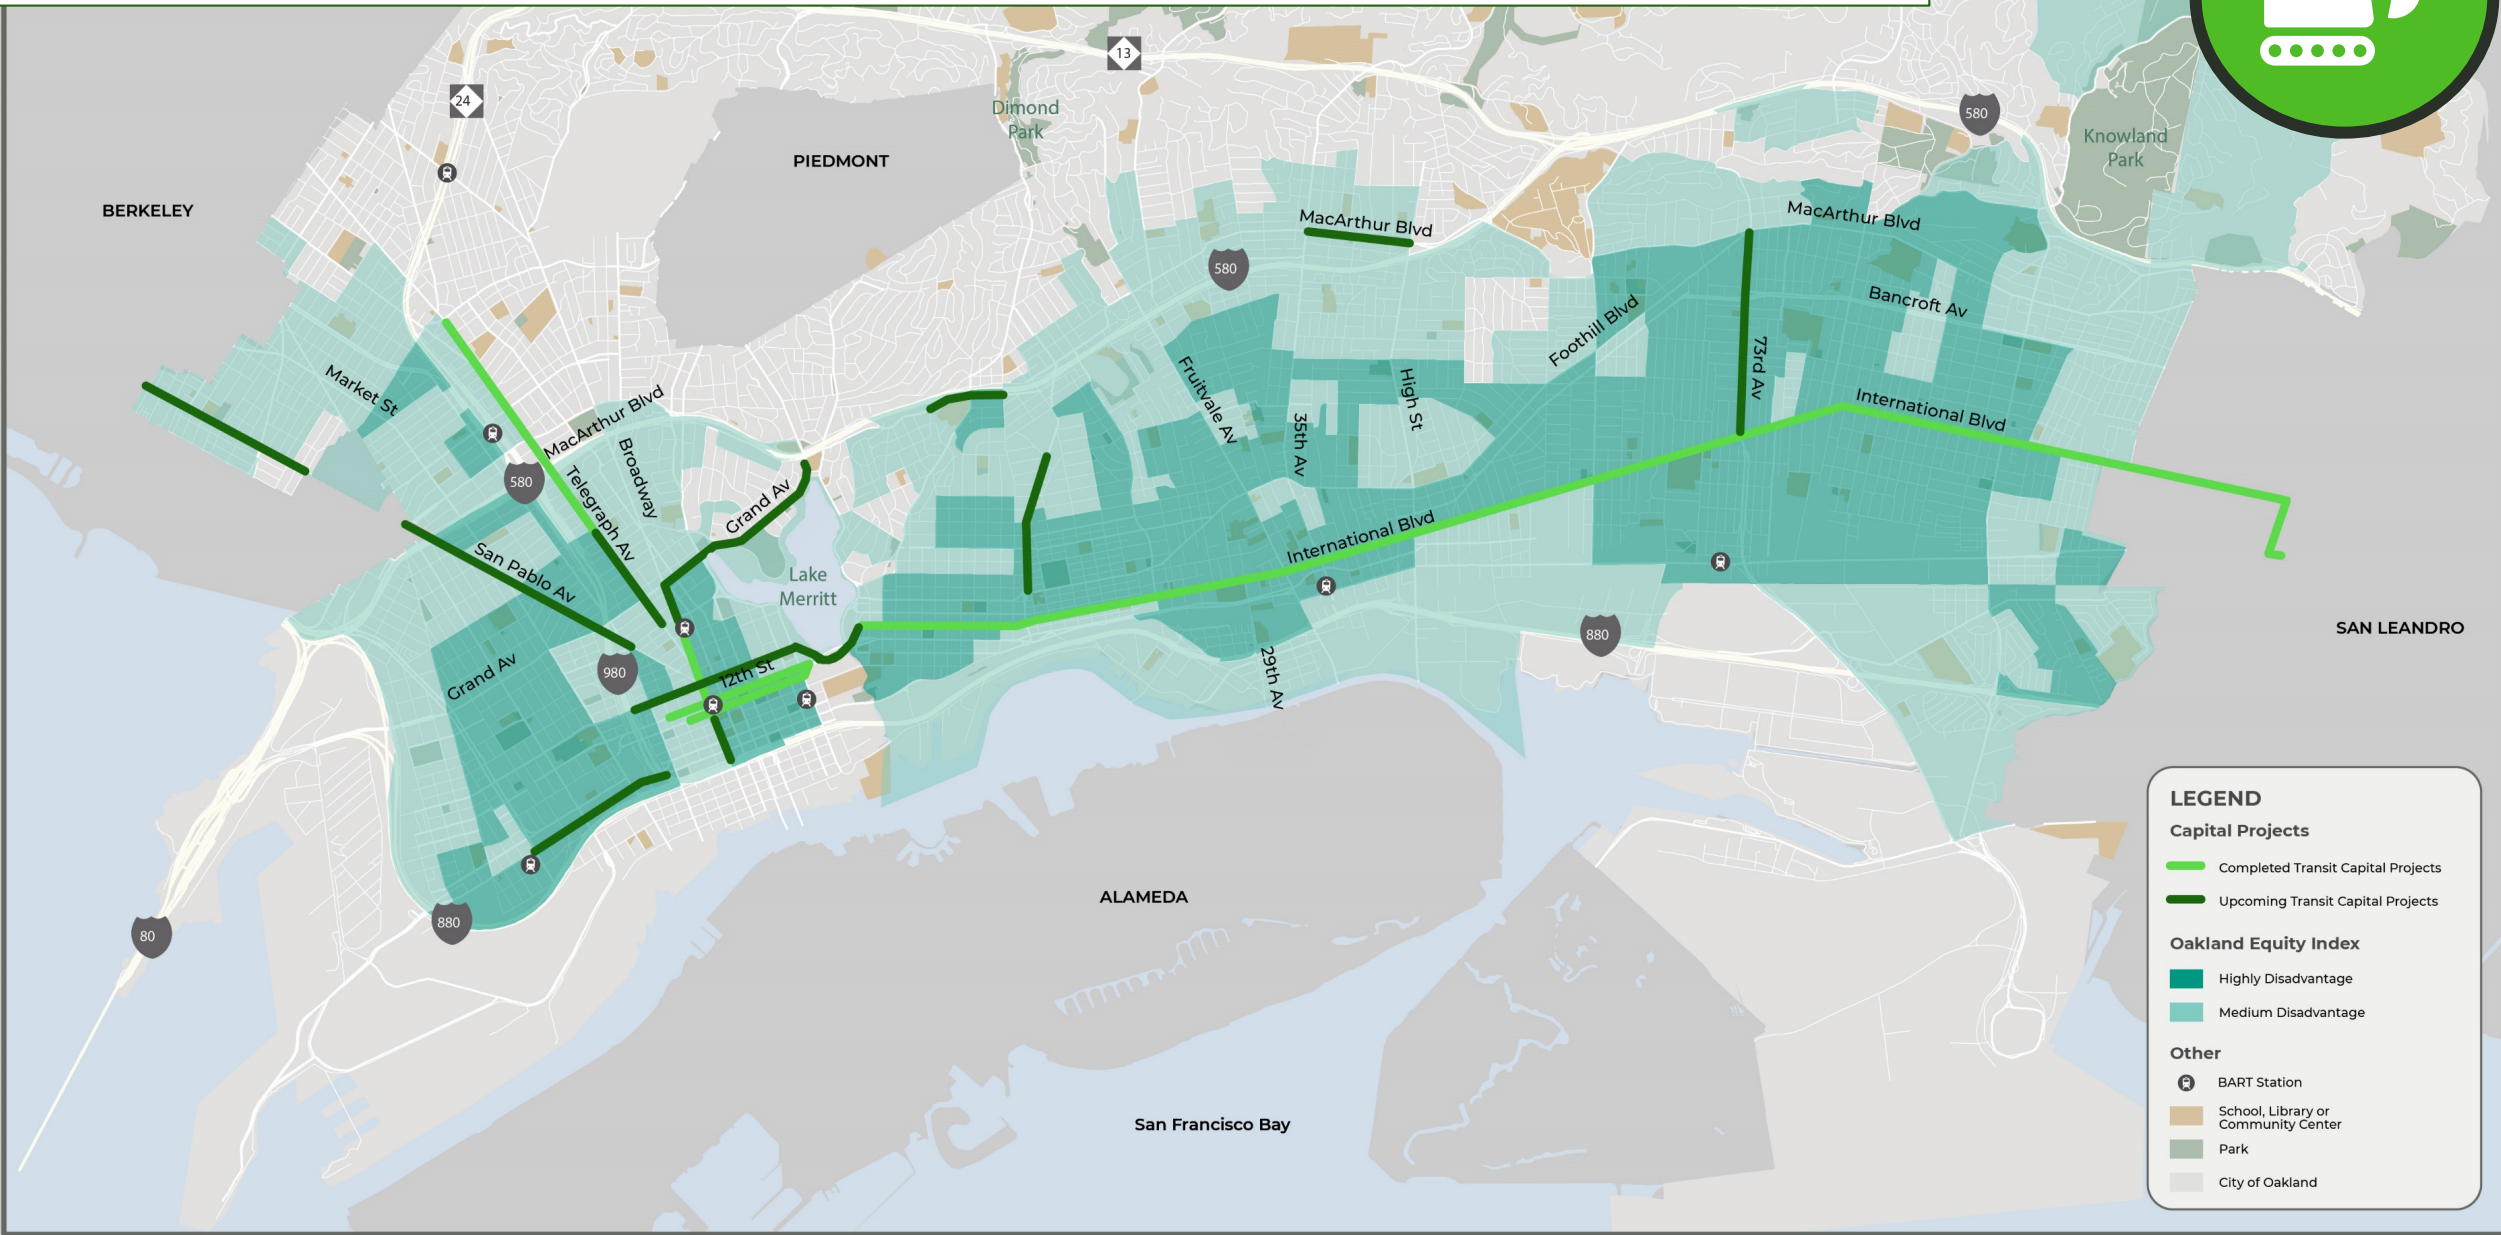 13
24
580
Dimond
Park
Knowland
Park
PIEDMONT
BERKELEY
MacArthur Blvd
MacArthur Blvd
580
Bancroft Av
Foothill Blvd
73rd Av
Fruitvale Av
High St
35th Av
International Blvd
Market St
MacArthur Blvd
Broadway
580
Telegraph Av
Grand Av
International Blvd
San Pablo Av
Lake
Merritt
SAN LEANDRO
880
Grand Av
980
12th St
29th Av
ALAMEDA
880
80
San Francisco Bay
LEGEND
Capital Projects
Completed Transit Capital Projects
Upcoming Transit Capital Projects
Oakland Equity Index
Highly Disadvantage
Medium Disadvantage
Other
BART Station
School, Library or
Community Center
Park
City of Oakland